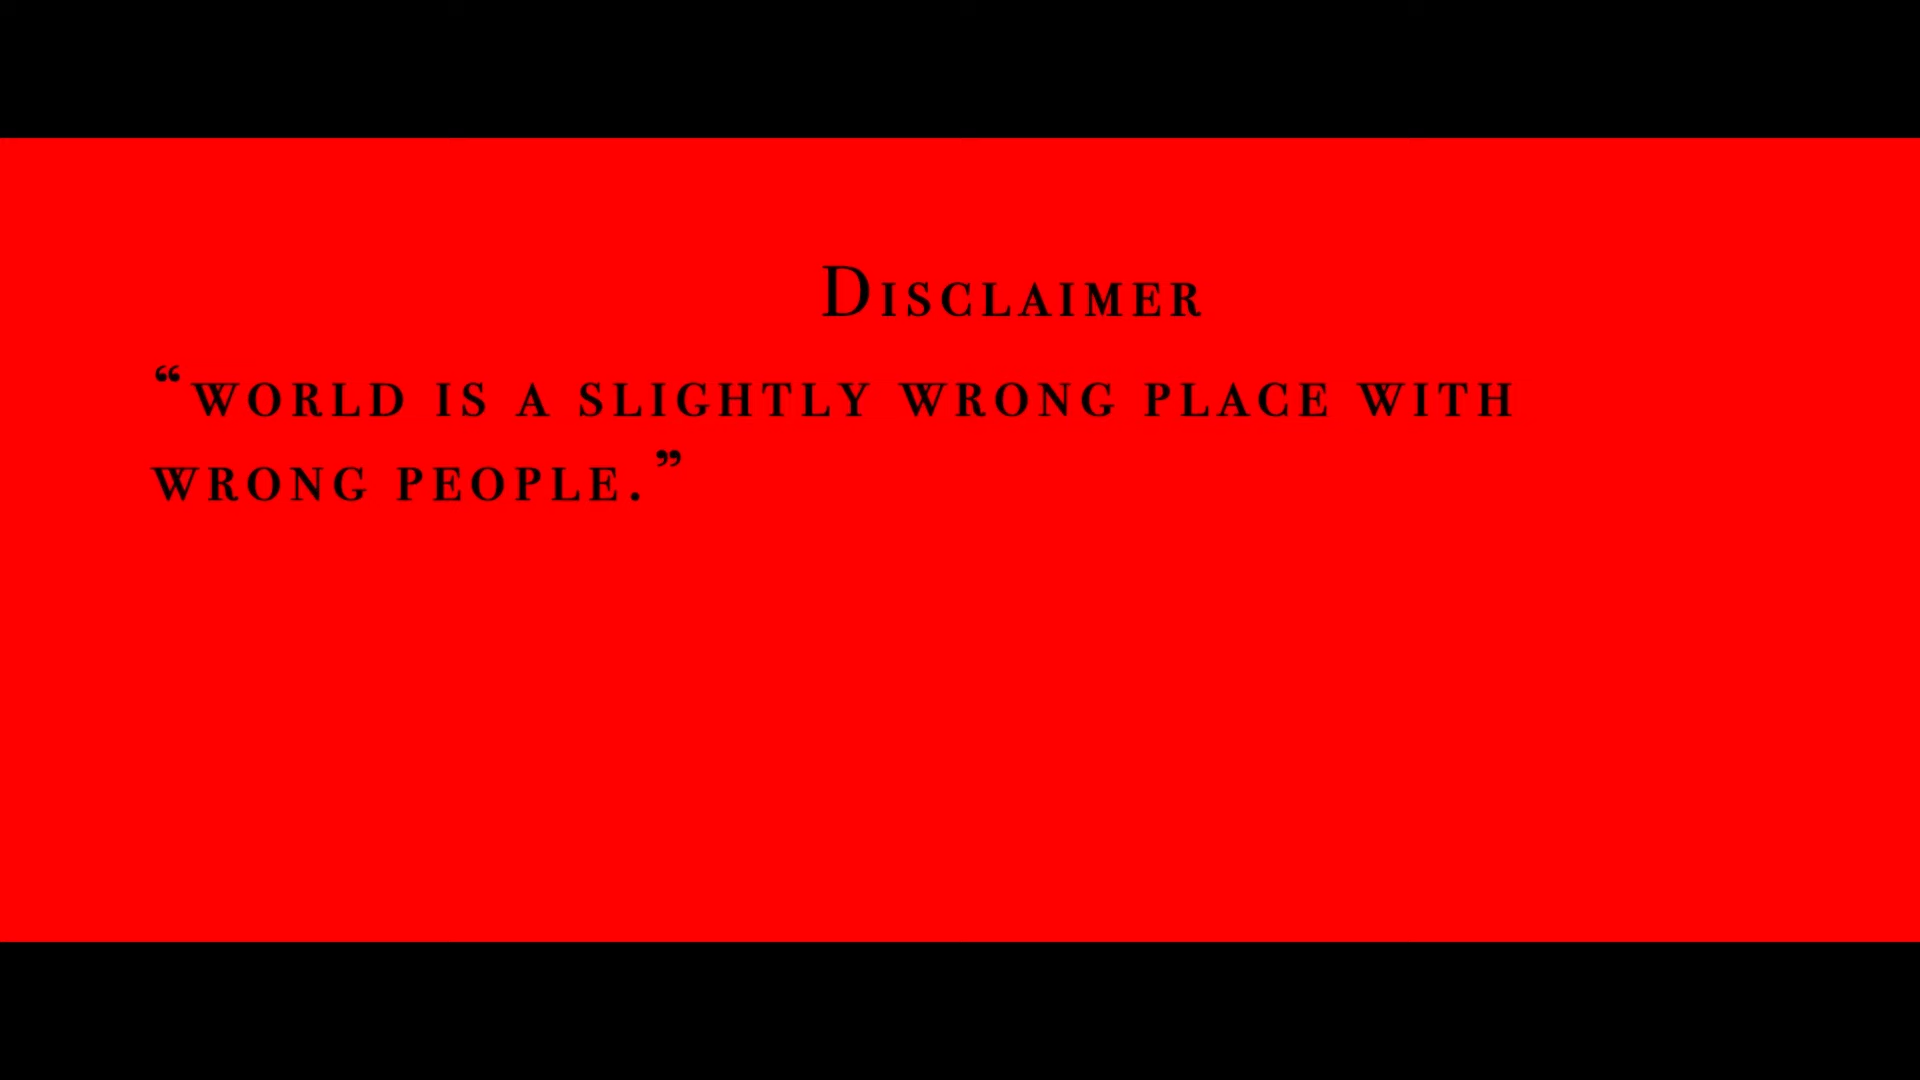 Disclaimer
“world is a slightly wrong place with
wrong people.”